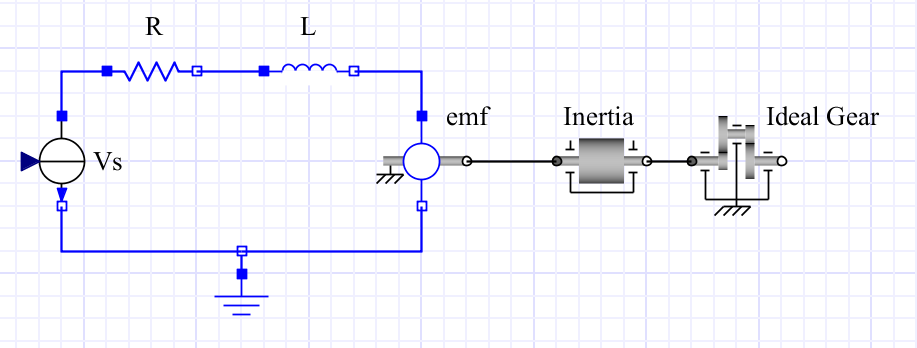 R
L
emf
Inertia
Ideal Gear
Vs